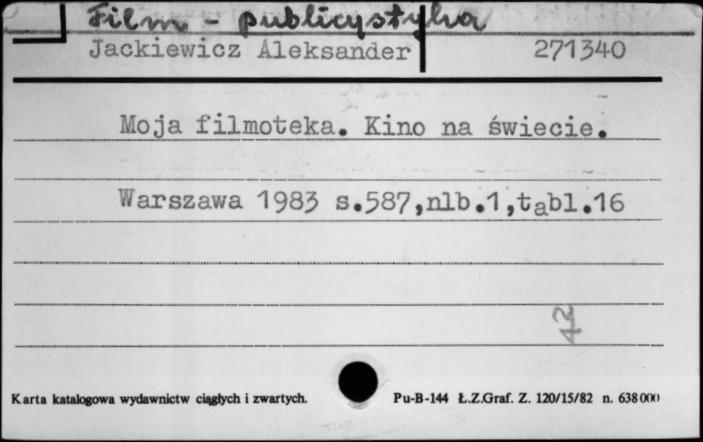 Film - publicystyka
Jackiewicz Aleksander 271340
Moja filmoteka. Kino na świecie.
Warszawa 1983 s.587,nlb.1,tabl.16
Karta katalogowa wydawnictw ciągłych i zwartych. Pu-B-144 Ł.Z.Graf. Z. 120/15/82 n. 638000